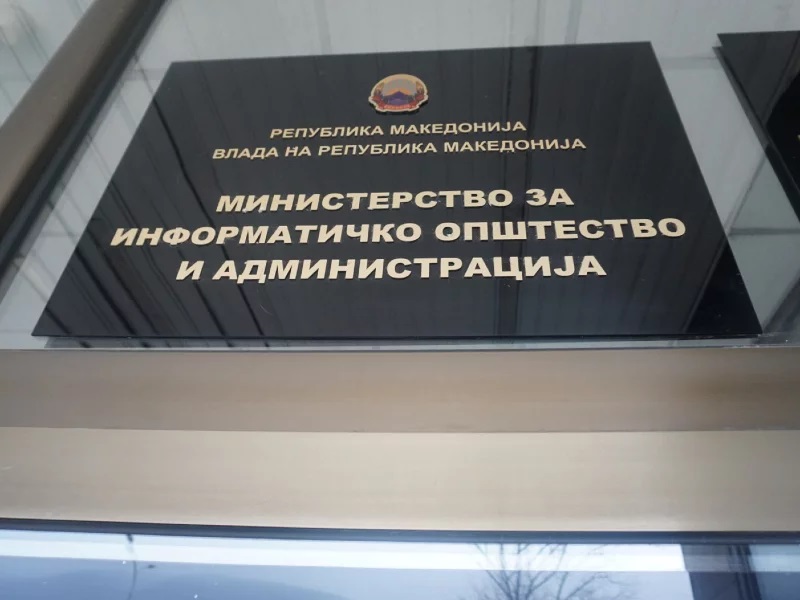 РЕПУБЛИКА МАКЕДОНИЈА
ВЛАДА НА РЕПУБЛИКА МАКЕДОНИЈА
МИНИСТЕРСТВО ЗА
ИНФОРМАТИЧКО ОПШТЕСТВО
И АДМИНИСТРАЦИЈА